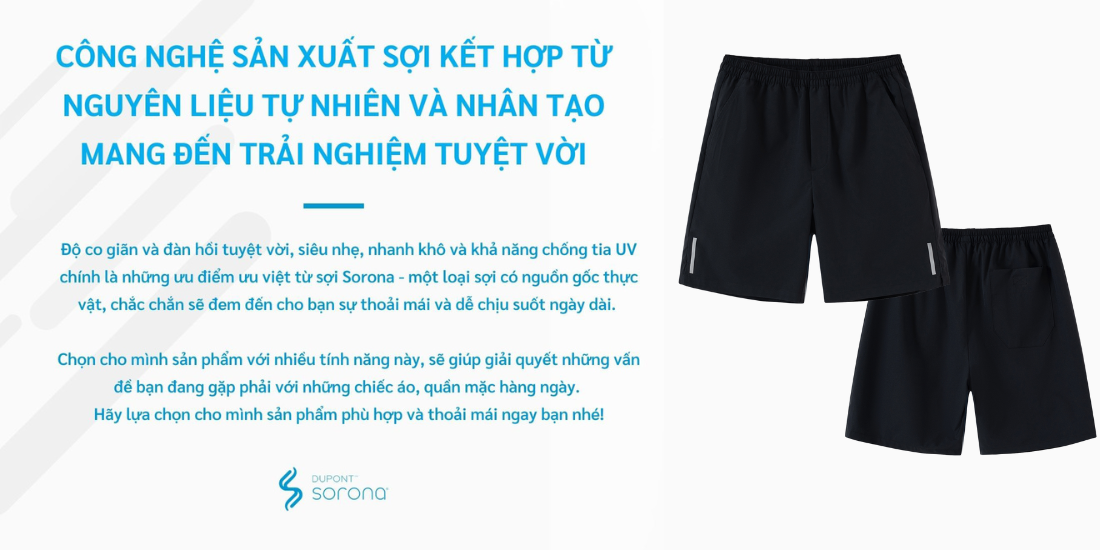 CÔNG NGHỆ SẢN XUẤT SỢI KẾT HỢP TỪ
NGUYÊN LIỆU TỰ NHIÊN VÀ NHÂN TẠO
MANG ĐẾN TRẢI NGHIỆM TUYỆT VỜI
Độ co giãn và đàn hồi tuyệt vời, siêu nhẹ, nhanh khô và khả năng chống tia UV
chính là những ưu điểm ưu việt từ sợi Sorona - một loại sợi có nguồn gốc thực
vật, chắc chắn sẽ đem đến cho bạn sự thoải mái và dễ chịu suốt ngày dài.
Chọn cho mình sản phẩm với nhiều tính năng này, sẽ giúp giải quyết những vấn
đề bạn đang gặp phải với những chiếc áo, quần mặc hàng ngày.
Hãy lựa chọn cho mình sản phẩm phù hợp và thoải mái ngay bạn nhé!
DUPONT™
sorona®